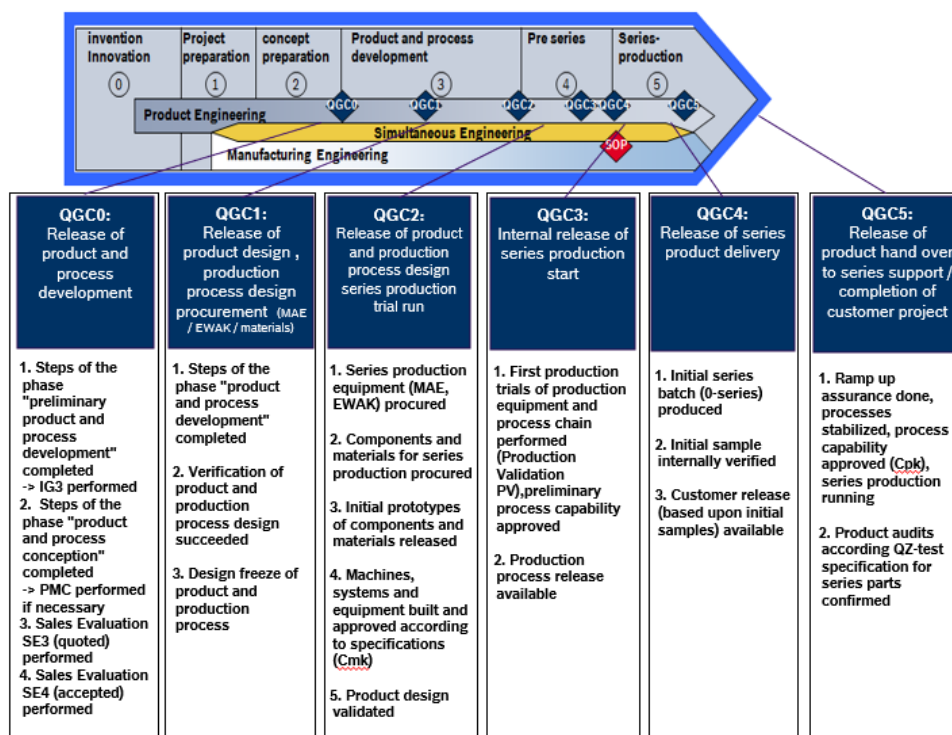 invention
Innovation
0
Project
preparation
1
concept
preparation
2
Product and process
development
3
Pre series
4
Series-
production
5
QGC0
QGC1
QGC2
QGC3
QGC4
QGC5
Product Engineering
Simultaneous Engineering
Manufacturing Engineering
SOP
QGC0:
Release of
product and
process
development
1. Steps of the
phase
"preliminary
product and
process
development"
completed
-> IG3 performed
2. Steps of the
phase "product
and process
conception"
completed
-> PMC performed
if necessary
3. Sales Evaluation
SE3 (quoted)
performed
4. Sales Evaluation
SE4 (accepted)
performed
QGC1:
Release of
product design ,
production
process design
procurement (MAE
/ EWAK / materials)
1. Steps of the
phase "product
and process
development"
completed
2. Verification of
product and
production
process design
succeeded
3. Design freeze of
product and
production
process
QGC2:
Release of product
and production
process design
series production
trial run
1. Series production
equipment (MAE,
EWAK) procured
2. Components and
materials for series
production procured
3. Initial prototypes
of components and
materials released
4. Machines,
systems and
equipment built and
approved according
to specifications
(Cmk)
5. Product design
validated
QGC3:
Internal release of
series production
start
1. First production
trials of production
equipment and
process chain
performed
(Production
Validation
PV),preliminary
process capability
approved
2. Production
process release
available
QGC4:
Release of series
product delivery
1. Initial series
batch (0-series)
produced
2. Initial sample
internally verified
3. Customer release
(based upon initial
samples) available
QGC5:
Release of
product hand over
to series support /
completion of
customer project
1. Ramp up
assurance done,
processes
stabilized, process
capability
approved (Cpk),
series production
running
2. Product audits
according QZ-test
specification for
series parts
confirmed